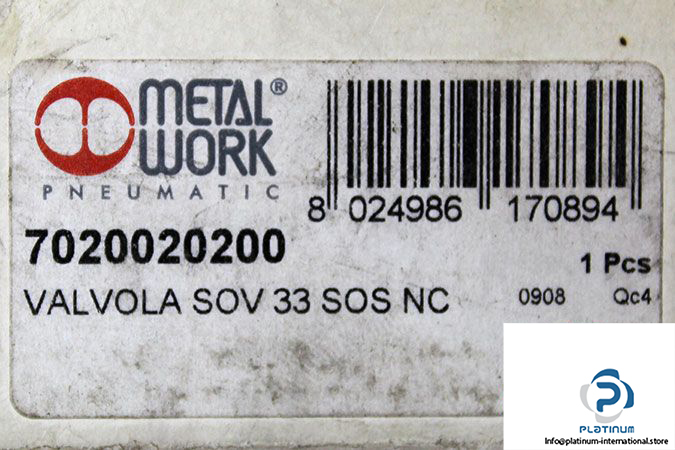 METAL®
WORK
PNEUMATIC
8 024986 170894
7020020200
1 Pcs
VALVOLA SOV 33 SOS NC 0908 Qc4
PLATINUM
Info@platinum-international.store